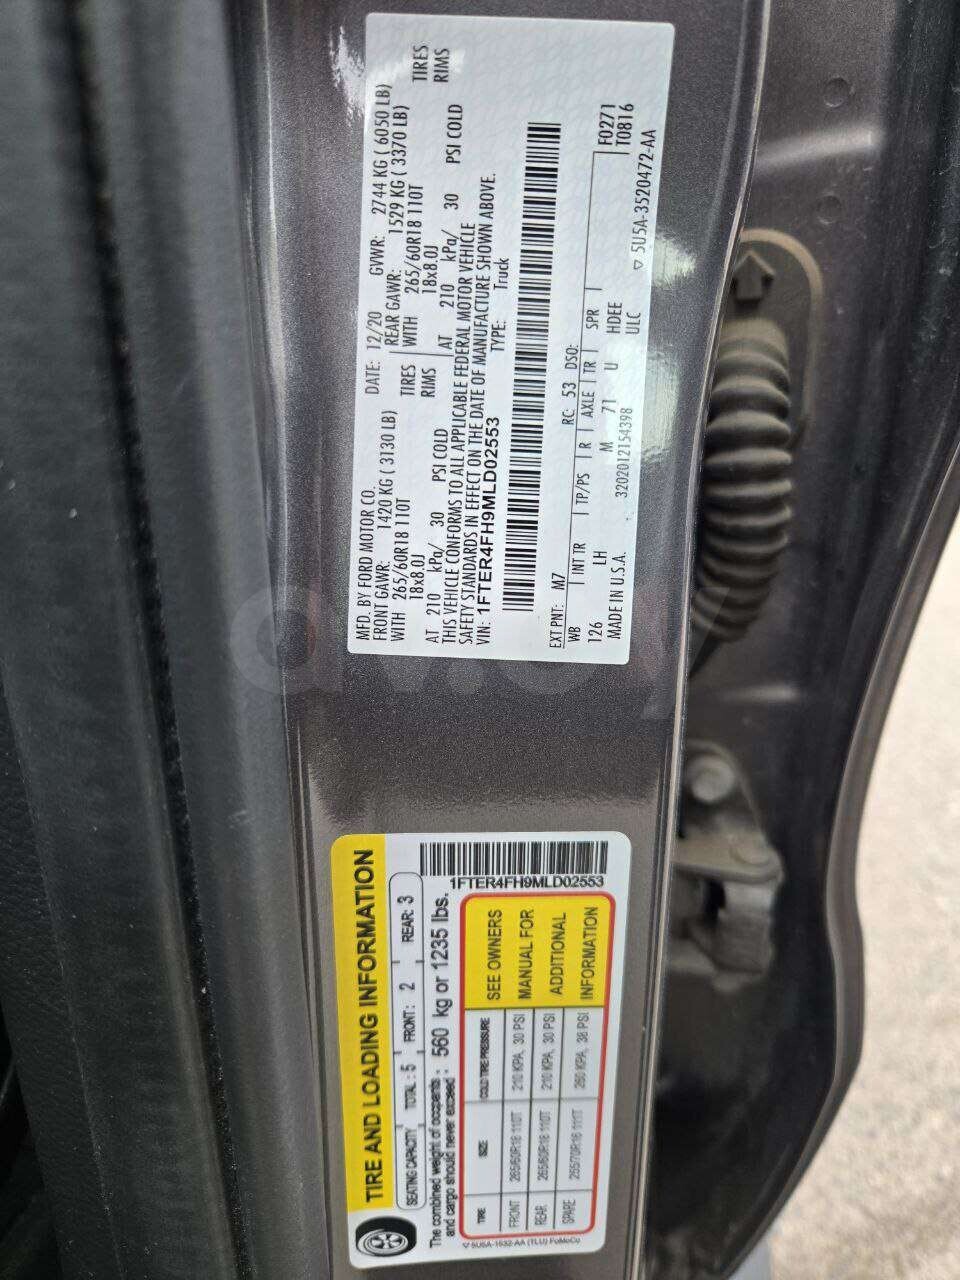 MFD. BY FORD MOTOR CO.
DATE: 12/20 GVWR: 2744 KG ( 6050 LB)
FRONT GAWR: 1420 KG ( 3130 LB)
REAR GAWR: 1529 KG ( 3370 LB)
WITH 265/60R18 110T TIRES
WITH 265/60R18 110T TIRES
18x8.0J RIMS
18x8.0J RIMS
AT 210 kPa/ 30 PSI COLD
AT 210 kPa/ 30 PSI COLD
THIS VEHICLE CONFORMS TO ALL APPLICABLE FEDERAL MOTOR VEHICLE
SAFETY STANDARDS IN EFFECT ON THE DATE OF MANUFACTURE SHOWN ABOVE.
VIN: 1FTER4FH9MLD02553 TYPE: Truck
EXT PNT: M7 RC: 53 DSO:
F0271
T0816
WB INT TR TP/PS R AXLE TR SPR
126 LH M 71 U HDEE
ULC
MADE IN U.S.A. 3202012154398
5U5A-3520472-AA
TIRE AND LOADING INFORMATION
SEATING CAPACITY TOTAL : 5 FRONT : 2 REAR: 3
The combined weight of occupants and cargo should never exceed : 560 kg or 1235 lbs.
1FTER4FH9MLD02553
TIRE SIZE COLD TIRE PRESSURE
FRONT 265/60R18 110T 210 KPA, 30 PSI
REAR 265/60R18 110T 210 KPA, 30 PSI
SPARE 255/70R16 111T 260 KPA, 38 PSI
SEE OWNERS
MANUAL FOR
ADDITIONAL
INFORMATION
5U5A-1532-AA (TLU) FoMoCo